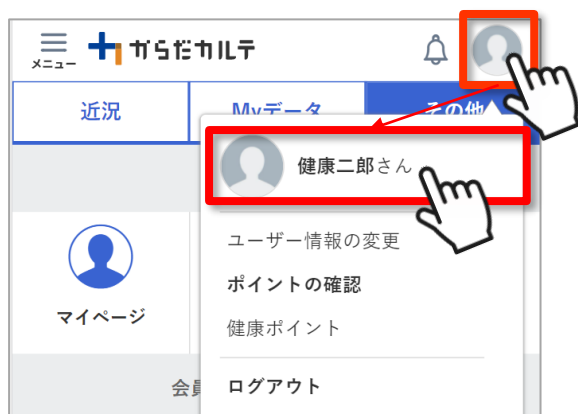 メニュー
からだカルテ
近況
Myデータ
その他
健康二郎さん
ユーザー情報の変更
マイページ
ポイントの確認
健康ポイント
会員
ログアウト